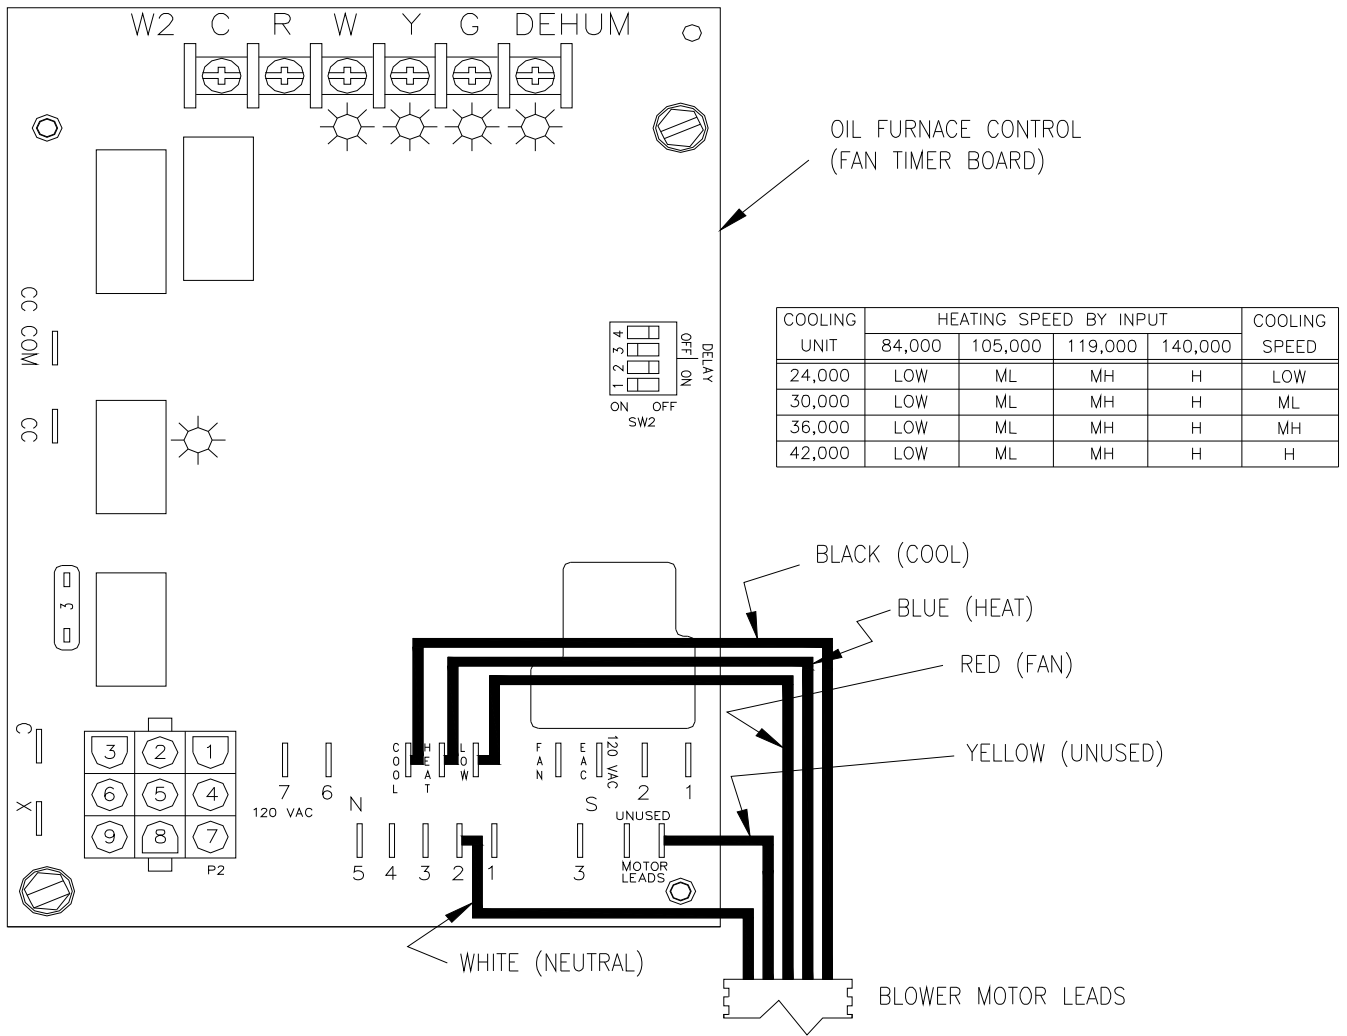 W2 C R W Y G DEHUM
OIL FURNACE CONTROL
(FAN TIMER BOARD)
CC COM
CC
1 2 3 4
OFF ON
DELAY
ON OFF
SW2
COOLING UNIT HEATING SPEED BY INPUT COOLING SPEED
84,000 105,000 119,000 140,000
24,000 LOW ML MH H LOW
30,000 LOW ML MH H ML
36,000 LOW ML MH H MH
42,000 LOW ML MH H H
BLACK (COOL)
BLUE (HEAT)
RED (FAN)
YELLOW (UNUSED)
3
C
X
3 2 1
6 5 4
9 8 7
P2
7 6
120 VAC
COOL HEAT LOW FAN EAC 120 VAC
2 1
N S
UNUSED
5 4 3 2 1 3
MOTOR
LEADS
WHITE (NEUTRAL)
BLOWER MOTOR LEADS